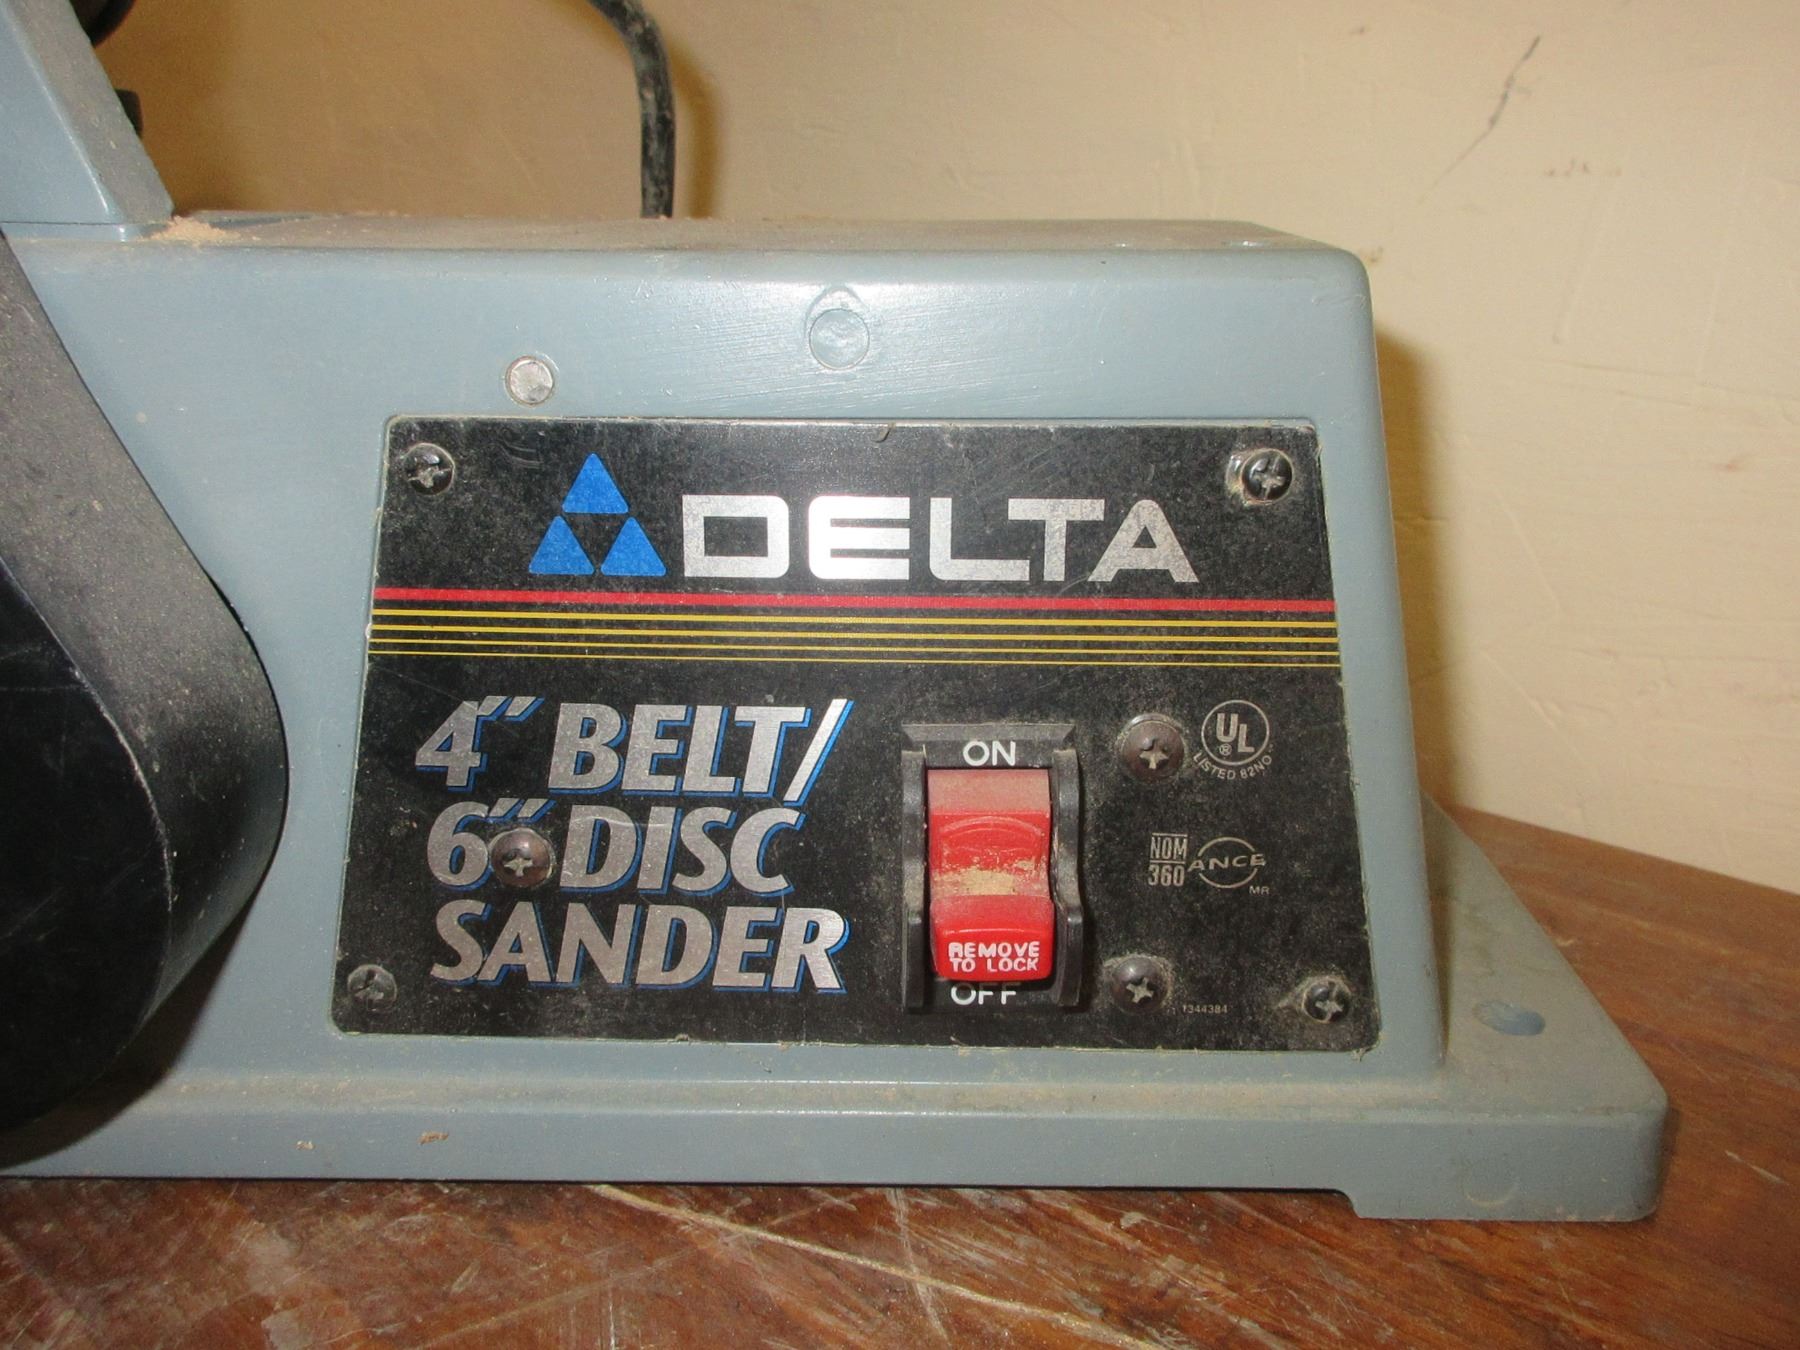 DELTA
4" BELT/
6" DISC
SANDER
ON
REMOVE
TO LOCK
OFF
UL
®
LISTED 82NO
NOM
360
ANCE
MR
1344384